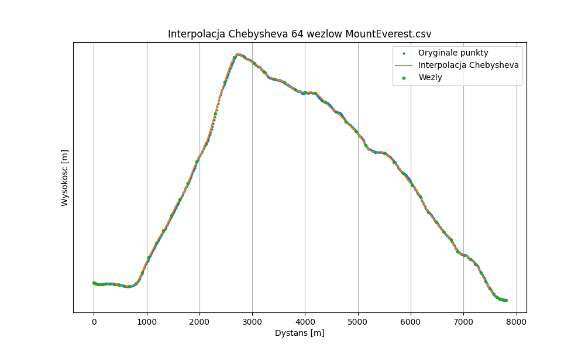 Interpolacja Chebysheva 64 wezlow MountEverest.csv
Oryginale punkty
Interpolacja Chebysheva
Wezly
Wysokosc [m]
0 1000 2000 3000 4000 5000 6000 7000 8000
Dystans [m]